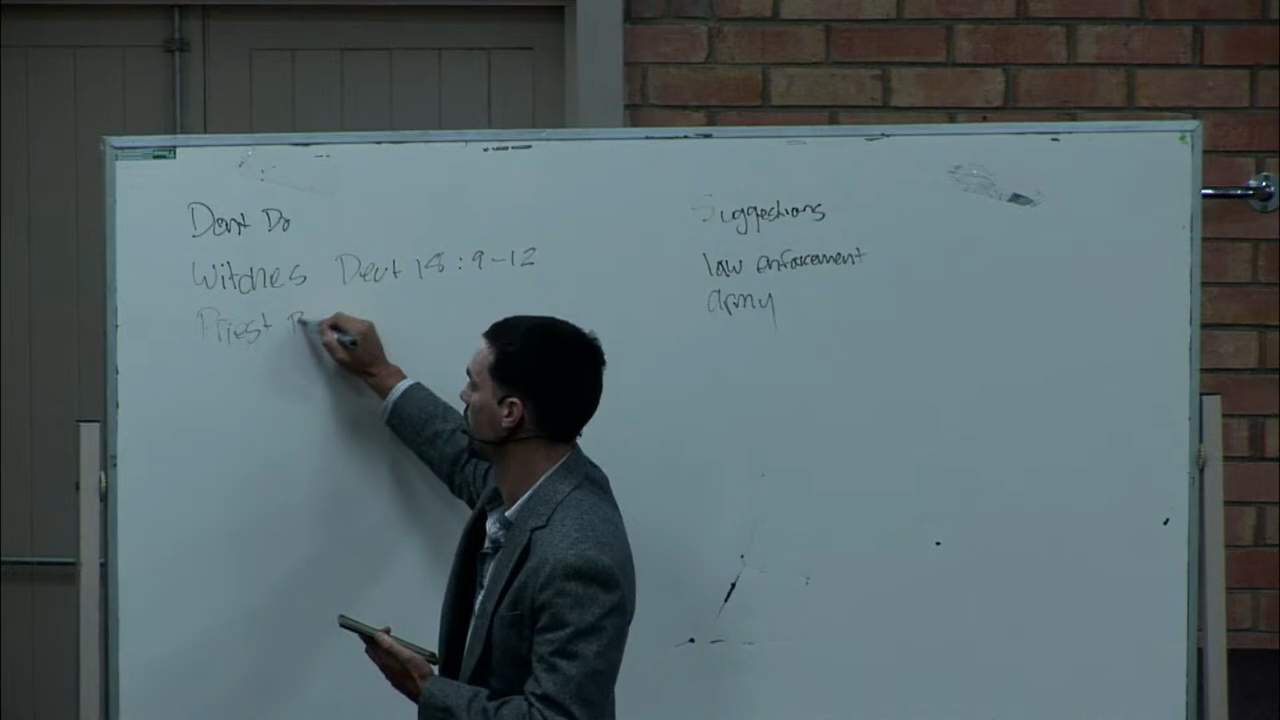 Dont Do
Witches Deut 18:9-12
Priest
Suggestions
law enforcement
army